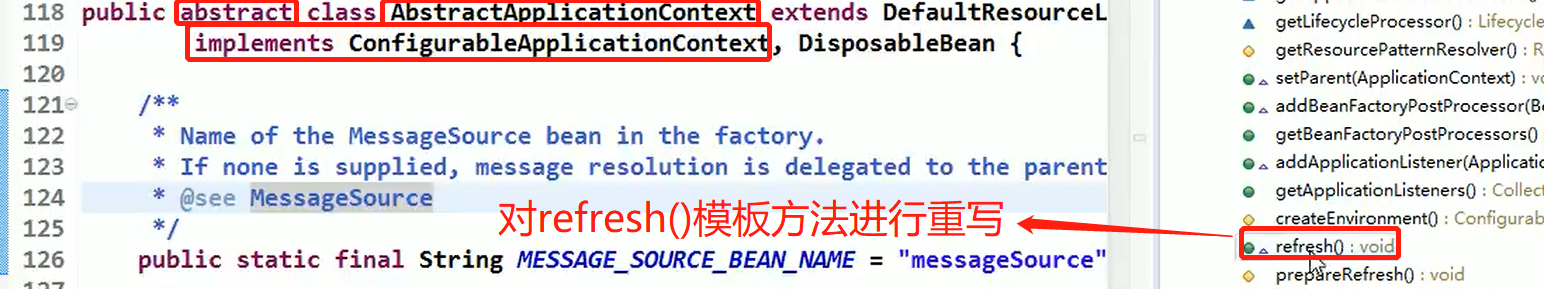 118 public abstract class AbstractApplicationContext extends DefaultResourceL
119 implements ConfigurableApplicationContext, DisposableBean {
120
121 /**
122 * Name of the MessageSource bean in the factory.
123 * If none is supplied, message resolution is delegated to the parent
124 * @see MessageSource
125 */
126 public static final String MESSAGE_SOURCE_BEAN_NAME = "messageSource"
对refresh()模板方法进行重写
getLifecycleProcessor() : Lifecycle
getResourcePatternResolver() : R
setParent(ApplicationContext) : vo
addBeanFactoryPostProcessor(Be
getBeanFactoryPostProcessors()
addApplicationListener(Applicatio
getApplicationListeners() : Collect
createEnvironment() : Configurab
refresh() : void
prepareRefresh() : void